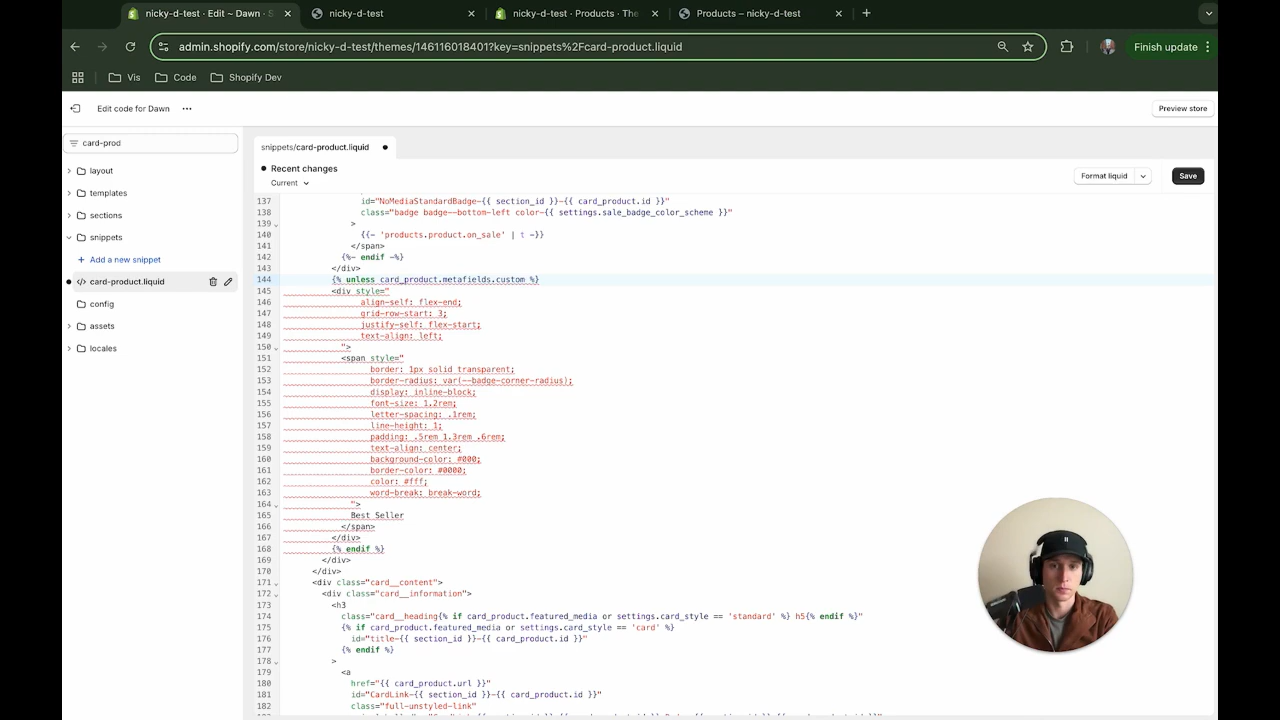 nicky-d-test · Edit ~ Dawn · S
nicky-d-test
nicky-d-test · Products · The
Products – nicky-d-test
admin.shopify.com/store/nicky-d-test/themes/146116018401?key=snippets%2Fcard-product.liquid
Finish update
Vis
Code
Shopify Dev
Edit code for Dawn
Preview store
card-prod
layout
templates
sections
snippets
Add a new snippet
card-product.liquid
config
assets
locales
snippets/card-product.liquid
Recent changes
Current
Format liquid
Save
137 id="NoMediaStandardBadge-{{ section_id }}-{{ card_product.id }}"
138 class="badge badge--bottom-left color-{{ settings.sale_badge_color_scheme }}"
139 >
140 {{- 'products.product.on_sale' | t -}}
141 </span>
142 {%- endif -%}
143 </div>
144 {% unless card_product.metafields.custom %}
145 <div style="
146 align-self: flex-end;
147 grid-row-start: 3;
148 justify-self: flex-start;
149 text-align: left;
150 ">
151 <span style="
152 border: 1px solid transparent;
153 border-radius: var(--badge-corner-radius);
154 display: inline-block;
155 font-size: 1.2rem;
156 letter-spacing: .1rem;
157 line-height: 1;
158 padding: .5rem 1.3rem .6rem;
159 text-align: center;
160 background-color: #000;
161 border-color: #0000;
162 color: #fff;
163 word-break: break-word;
164 ">
165 Best Seller
166 </span>
167 </div>
168 {% endif %}
169 </div>
170 </div>
171 <div class="card__content">
172 <div class="card__information">
173 <h3
174 class="card__heading{% if card_product.featured_media or settings.card_style == 'standard' %} h5{% endif %}"
175 {% if card_product.featured_media or settings.card_style == 'card' %}
176 id="title-{{ section_id }}-{{ card_product.id }}"
177 {% endif %}
178 >
179 <a
180 href="{{ card_product.url }}"
181 id="CardLink-{{ section_id }}-{{ card_product.id }}"
182 class="full-unstyled-link"